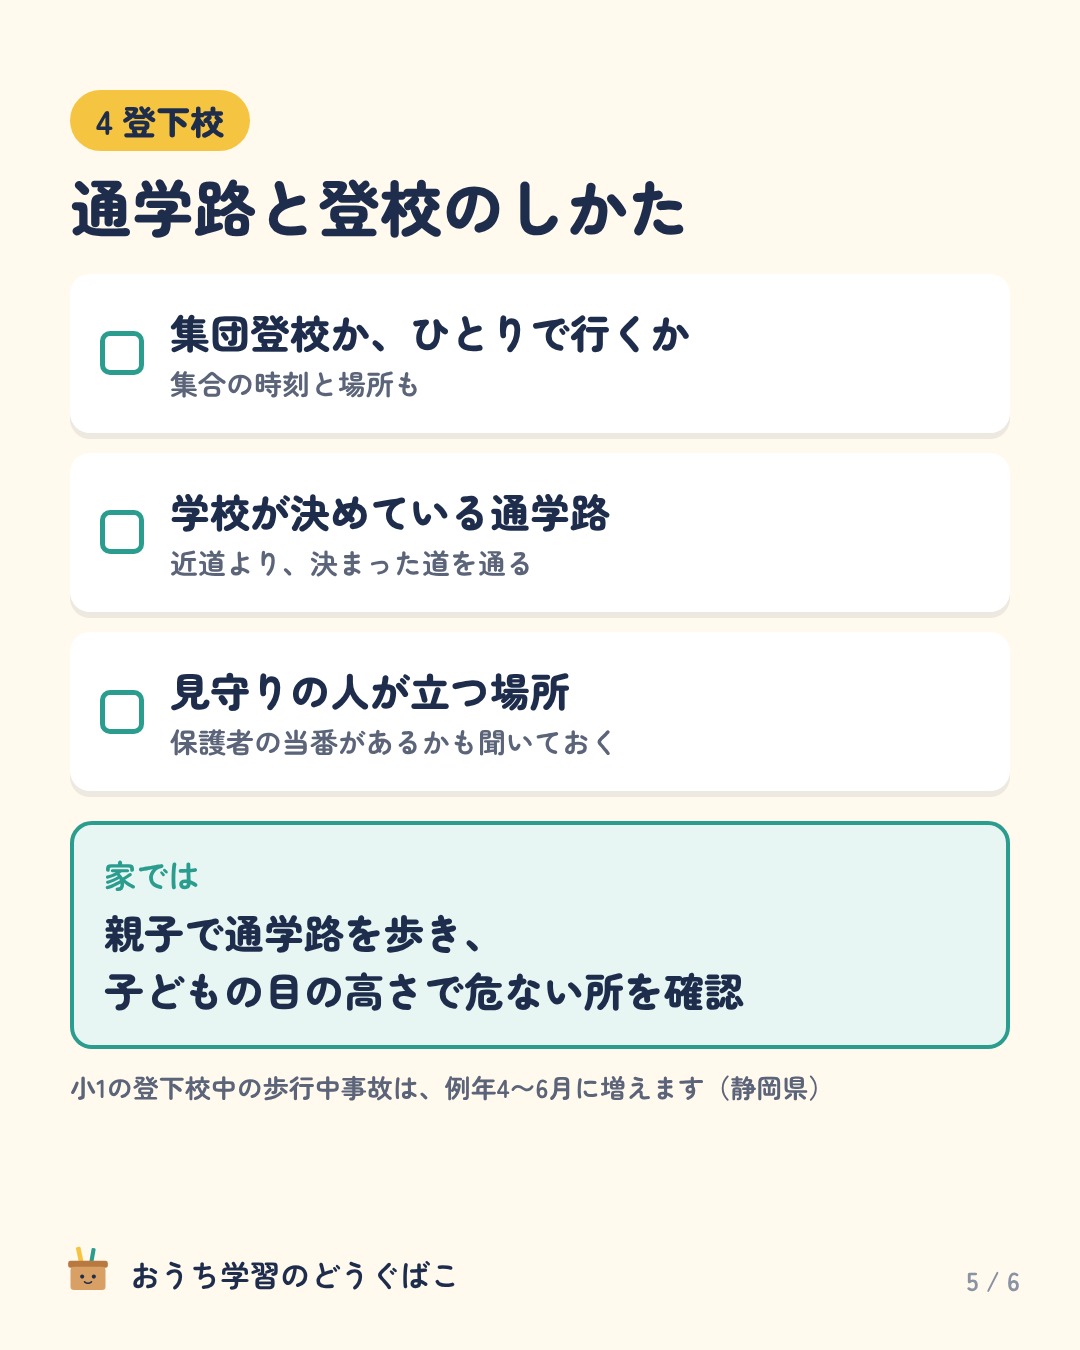 4 登下校
通学路と登校のしかた
集団登校か、ひとりで行くか
集合の時刻と場所も
学校が決めている通学路
近道より、決まった道を通る
見守りの人が立つ場所
保護者の当番があるかも聞いておく
家では
親子で通学路を歩き、
子どもの目の高さで危ない所を確認
小1の登下校中の歩行中事故は、例年4〜6月に増えます（静岡県）
おうち学習のどうぐばこ
5 / 6